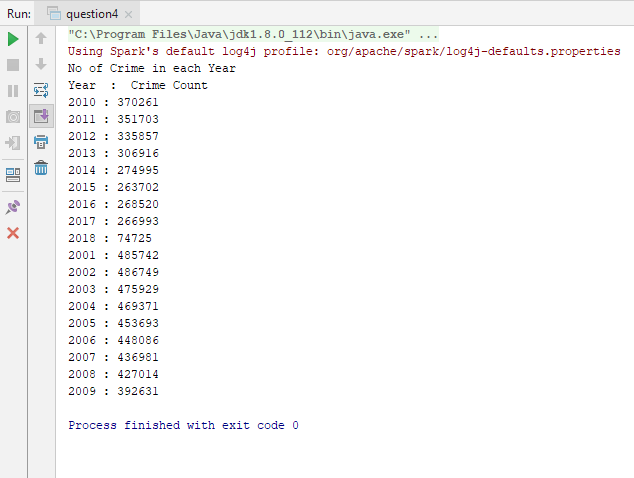 Run: question4
"C:\Program Files\Java\jdk1.8.0_112\bin\java.exe" ...
Using Spark's default log4j profile: org/apache/spark/log4j-defaults.properties
No of Crime in each Year
Year  :  Crime Count
2010 : 370261
2011 : 351703
2012 : 335857
2013 : 306916
2014 : 274995
2015 : 263702
2016 : 268520
2017 : 266993
2018 : 74725
2001 : 485742
2002 : 486749
2003 : 475929
2004 : 469371
2005 : 453693
2006 : 448086
2007 : 436981
2008 : 427014
2009 : 392631
Process finished with exit code 0